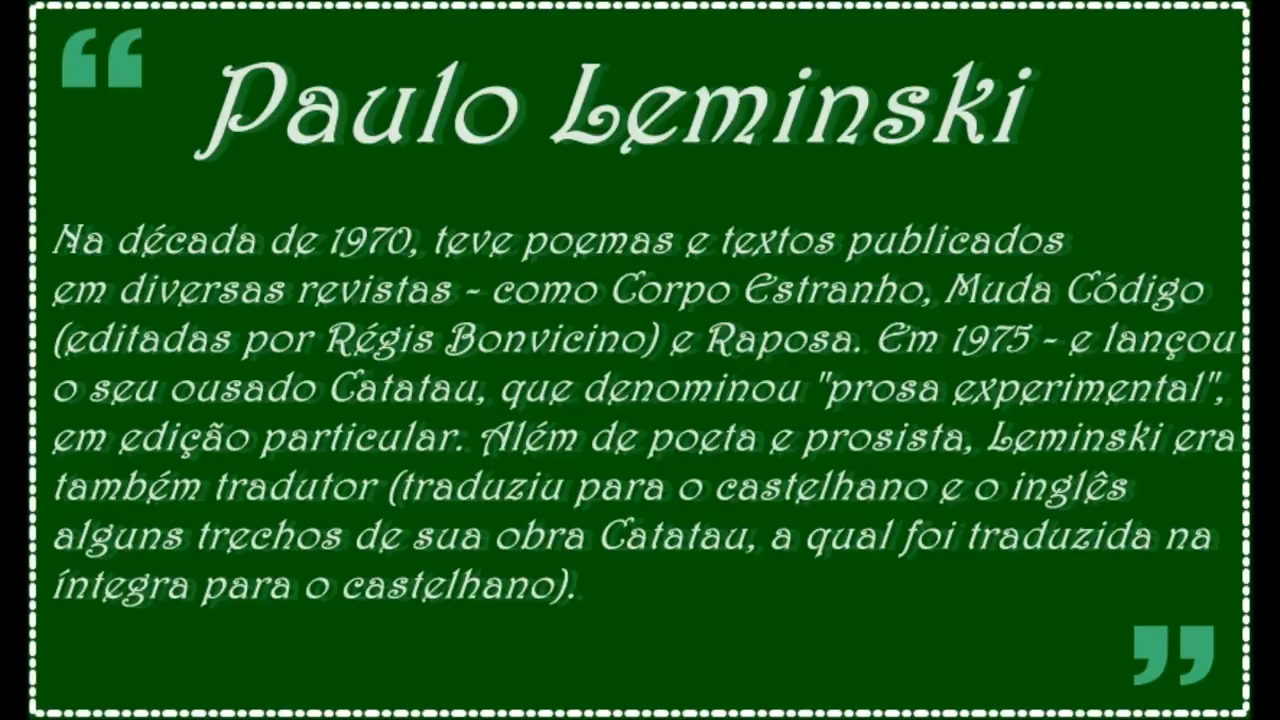 Paulo Leminski
Na década de 1970, teve poemas e textos publicados
em diversas revistas - como Corpo Estranho, Muda Código
(editadas por Régis Bonvicino) e Raposa. Em 1975 - e lançou
o seu ousado Catatau, que denominou "prosa experimental",
em edição particular. Além de poeta e prosista, Leminski era
também tradutor (traduziu para o castelhano e o inglês
alguns trechos de sua obra Catatau, a qual foi traduzida na
íntegra para o castelhano).